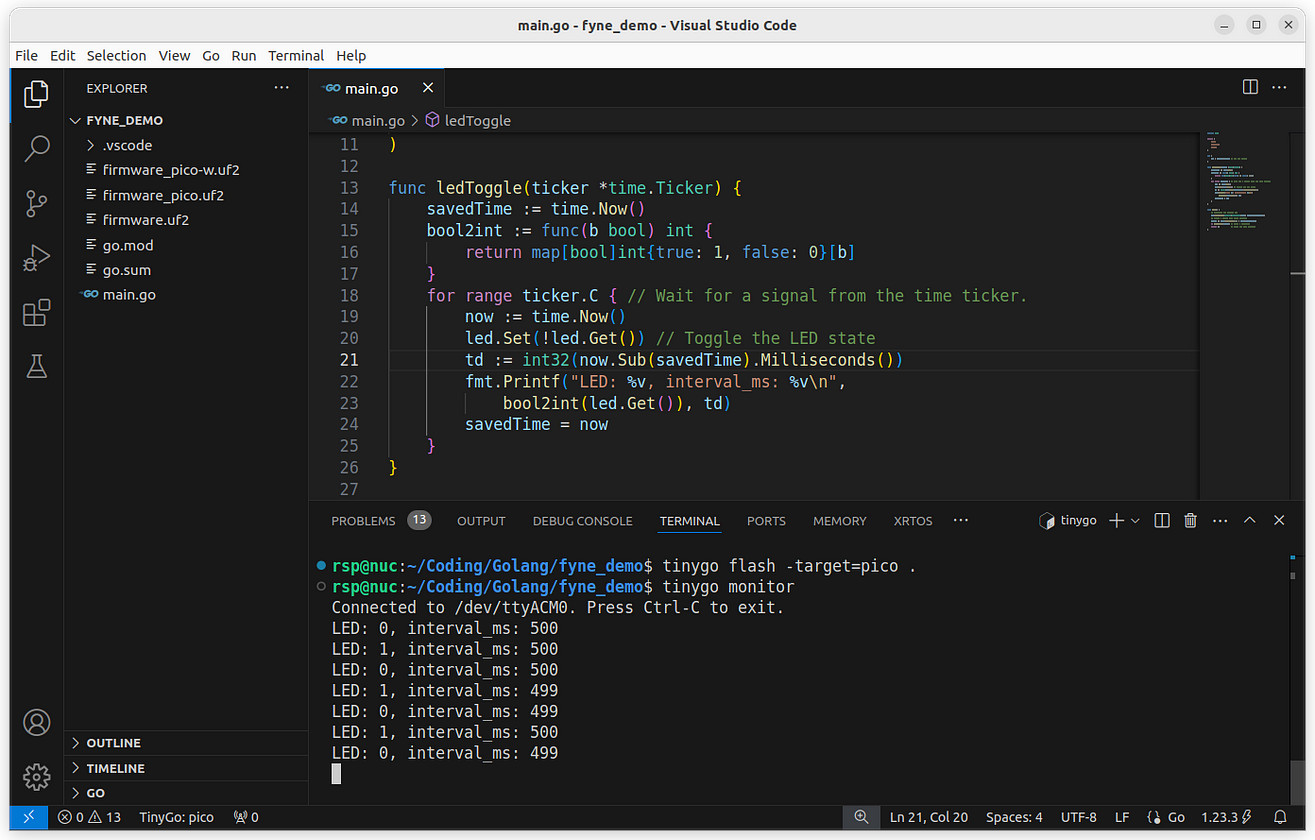 main.go - fyne_demo - Visual Studio Code
File Edit Selection View Go Run Terminal Help
EXPLORER
FYNE_DEMO
.vscode
firmware_pico-w.uf2
firmware_pico.uf2
firmware.uf2
go.mod
go.sum
GO main.go
OUTLINE
TIMELINE
GO
GO main.go
GO main.go > ledToggle
11 )
12
13 func ledToggle(ticker *time.Ticker) {
14     savedTime := time.Now()
15     bool2int := func(b bool) int {
16         return map[bool]int{true: 1, false: 0}[b]
17     }
18     for range ticker.C { // Wait for a signal from the time ticker.
19         now := time.Now()
20         led.Set(!led.Get()) // Toggle the LED state
21         td := int32(now.Sub(savedTime).Milliseconds())
22         fmt.Printf("LED: %v, interval_ms: %v\n",
23             bool2int(led.Get()), td)
24         savedTime = now
25     }
26 }
27
PROBLEMS 13 OUTPUT DEBUG CONSOLE TERMINAL PORTS MEMORY XRTOS tinygo
rsp@nuc:~/Coding/Golang/fyne_demo$ tinygo flash -target=pico .
rsp@nuc:~/Coding/Golang/fyne_demo$ tinygo monitor
Connected to /dev/ttyACM0. Press Ctrl-C to exit.
LED: 0, interval_ms: 500
LED: 1, interval_ms: 500
LED: 0, interval_ms: 500
LED: 1, interval_ms: 499
LED: 0, interval_ms: 499
LED: 1, interval_ms: 500
LED: 0, interval_ms: 499
0 13 TinyGo: pico 0 Ln 21, Col 20 Spaces: 4 UTF-8 LF Go 1.23.3